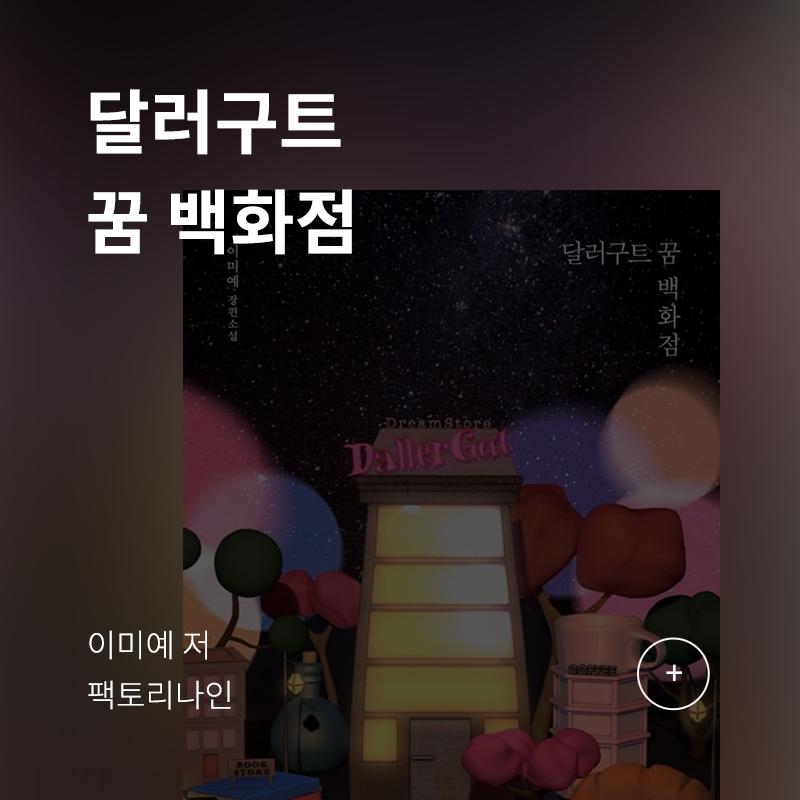 달러구트
꿈 백화점
이미예 장편소설
달러구트 꿈
백화점
DreamStore
DallerGut
COFFEE
이미예 저
팩토리나인
+
BOOK
STORE